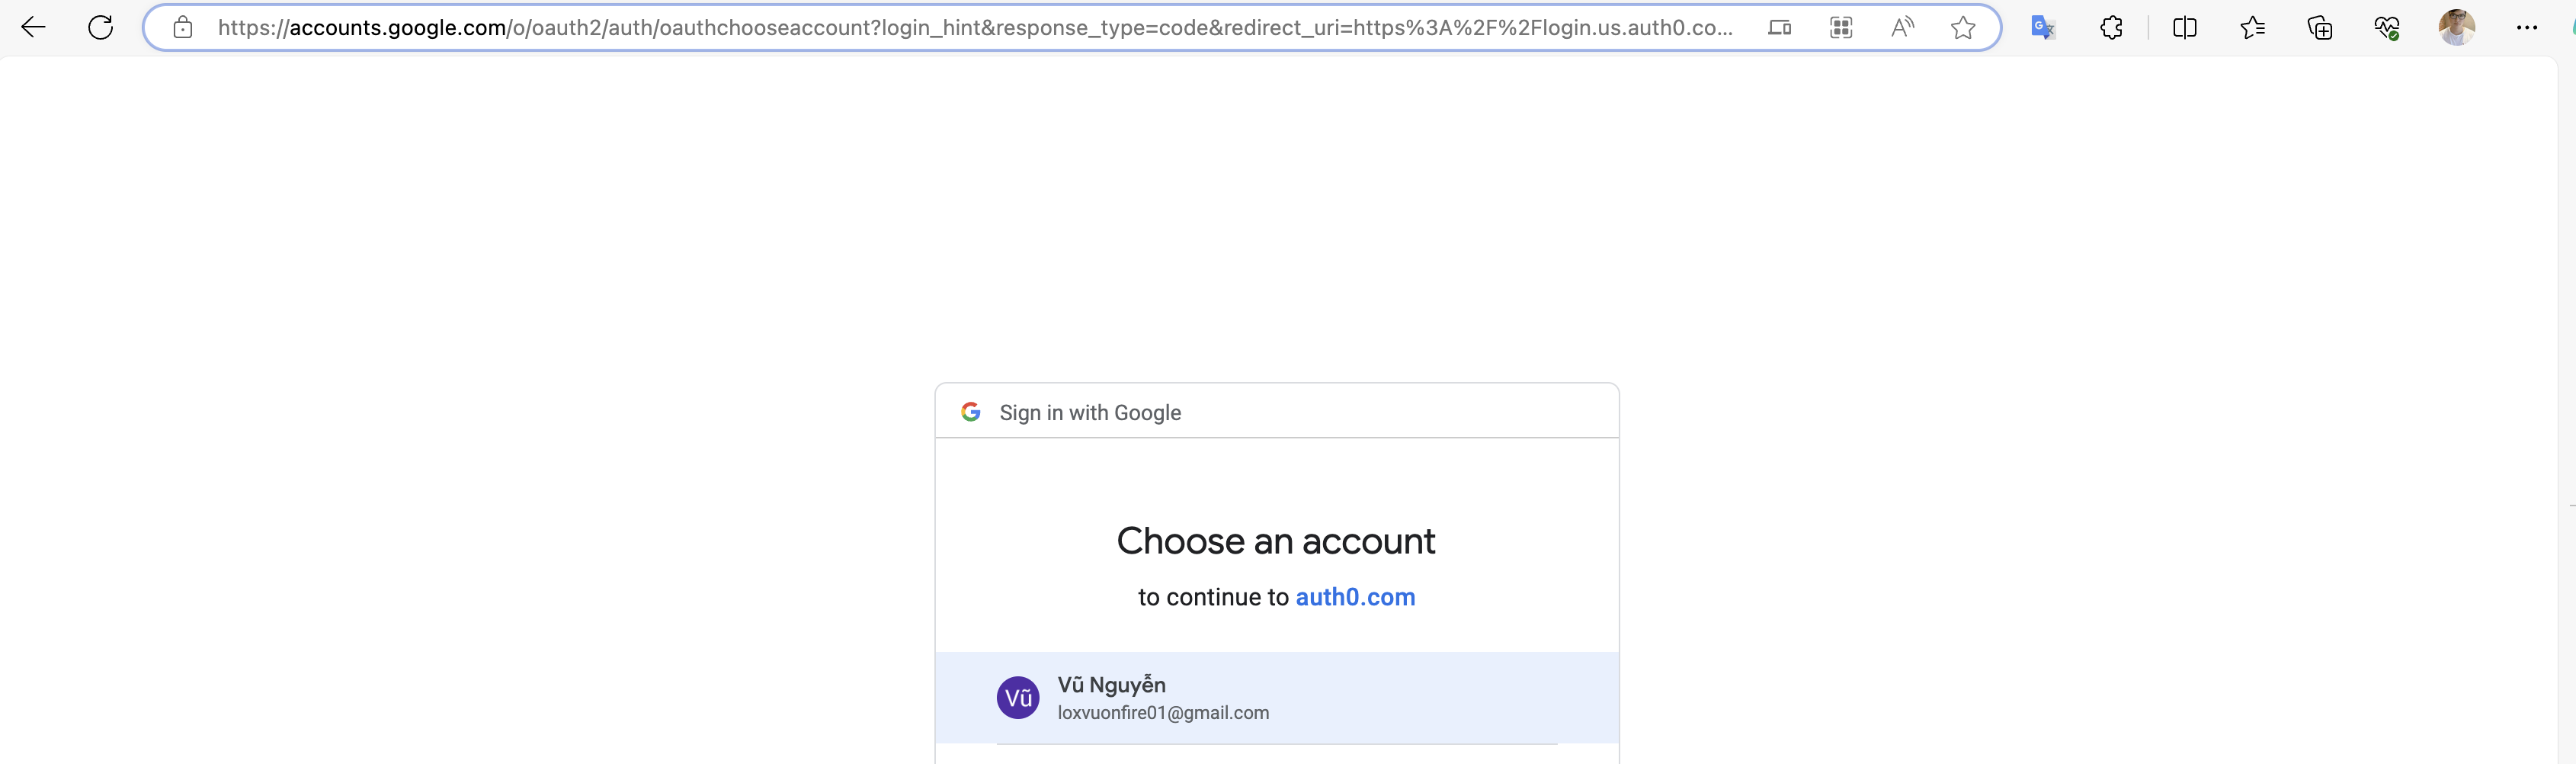 https://accounts.google.com/o/oauth2/auth/oauthchooseaccount?login_hint&response_type=code&redirect_uri=https%3A%2F%2Flogin.us.auth0.co...
Sign in with Google
Choose an account
to continue to auth0.com
Vũ
Vũ Nguyễn
loxvuonfire01@gmail.com